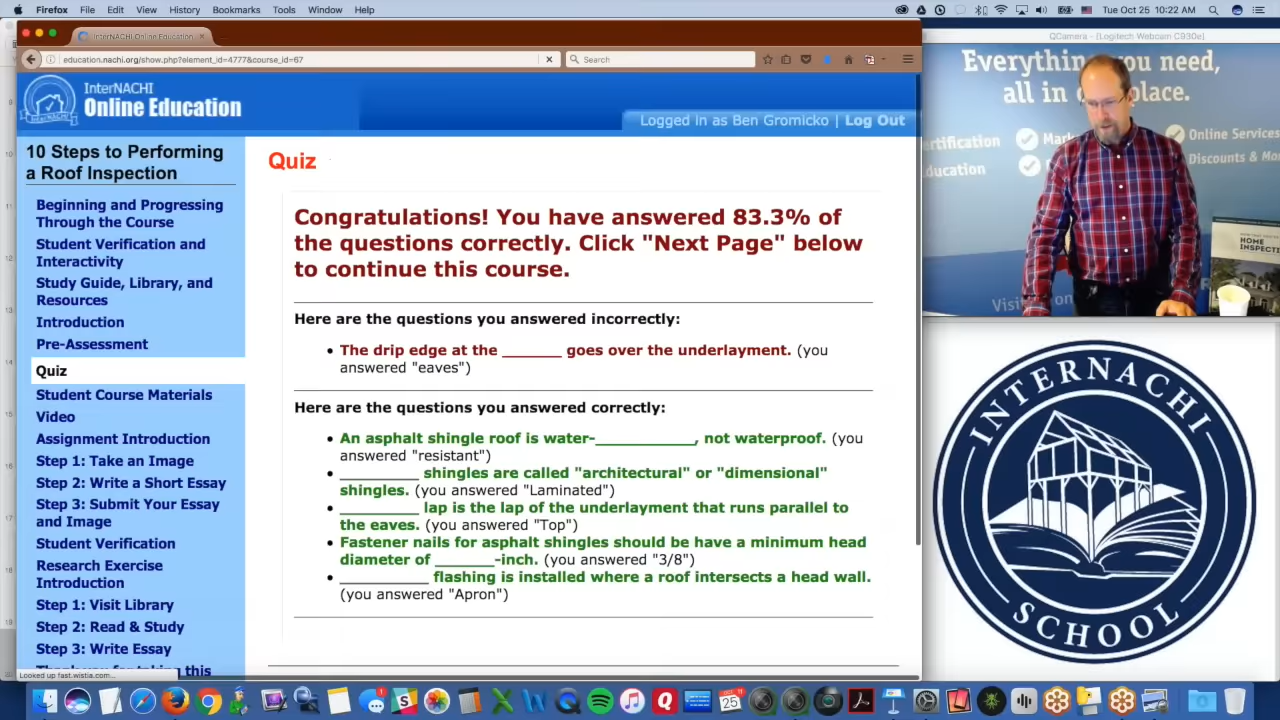 Firefox File Edit View History Bookmarks Tools Window Help
Tue Oct 25 10:22 AM
InterNACHI Online Education
QCamera - [Logitech Webcam C930e]
education.nachi.org/show.php?element_id=4777&course_id=67
Search
InterNACHI
Online Education
Logged in as Ben Gromicko | Log Out
10 Steps to Performing
a Roof Inspection
Beginning and Progressing
Through the Course
Student Verification and
Interactivity
Study Guide, Library, and
Resources
Introduction
Pre-Assessment
Quiz
Student Course Materials
Video
Assignment Introduction
Step 1: Take an Image
Step 2: Write a Short Essay
Step 3: Submit Your Essay
and Image
Student Verification
Research Exercise
Introduction
Step 1: Visit Library
Step 2: Read & Study
Step 3: Write Essay
Looked up fast.wistia.com...
Quiz
Congratulations! You have answered 83.3% of
the questions correctly. Click "Next Page" below
to continue this course.
Here are the questions you answered incorrectly:
The drip edge at the _______ goes over the underlayment. (you
answered "eaves")
Here are the questions you answered correctly:
An asphalt shingle roof is water-____________, not waterproof. (you
answered "resistant")
_________ shingles are called "architectural" or "dimensional"
shingles. (you answered "Laminated")
_________ lap is the lap of the underlayment that runs parallel to
the eaves. (you answered "Top")
Fastener nails for asphalt shingles should be have a minimum head
diameter of _______-inch. (you answered "3/8")
__________ flashing is installed where a roof intersects a head wall.
(you answered "Apron")
Everything you need,
all in place.
Online Services
Discounts &
HOME
INTERNACHI
SCHOOL